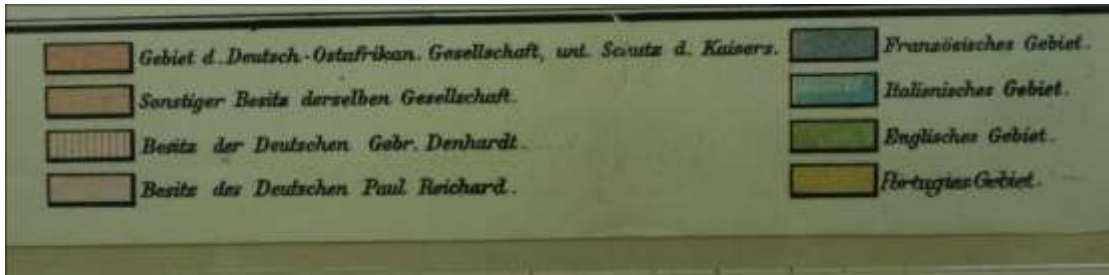 Gebiet d. Deutsch-Ostafrikan. Gesellschaft, unt. Scuutz d. Kaisers.
Sonstiger Besitz derselben Gesellschaft.
Besitz der Deutschen Gebr. Denhardt.
Besitz des Deutschen Paul Reichard.
Französisches Gebiet.
Italienisches Gebiet.
Englisches Gebiet.
Portugies Gebiet.